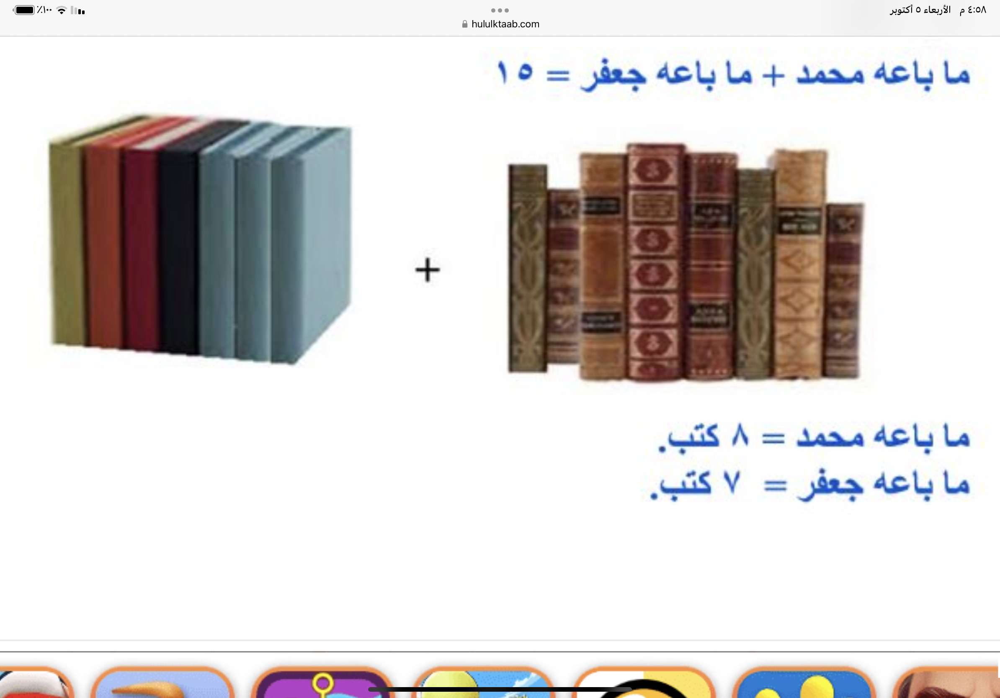 ٤:٥٨ م الأربعاء ٥ أكتوبر
٪١٠٠
hululktaab.com
ما باعه محمد + ما باعه جعفر = ١٥
+
ما باعه محمد = ٨ كتب.
ما باعه جعفر = ٧ كتب.